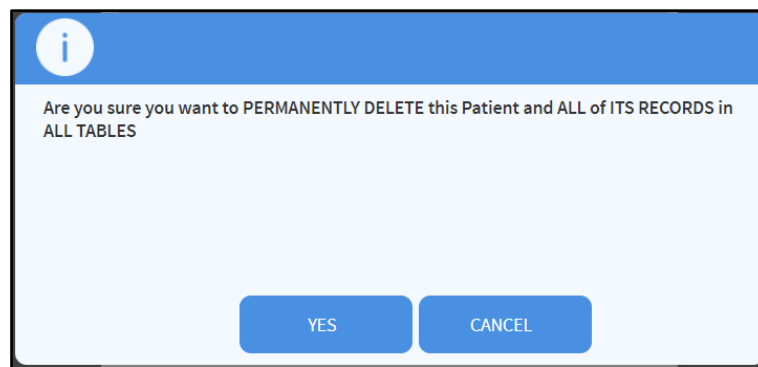 i
Are you sure you want to PERMANENTLY DELETE this Patient and ALL of ITS RECORDS in
ALL TABLES
YES
CANCEL